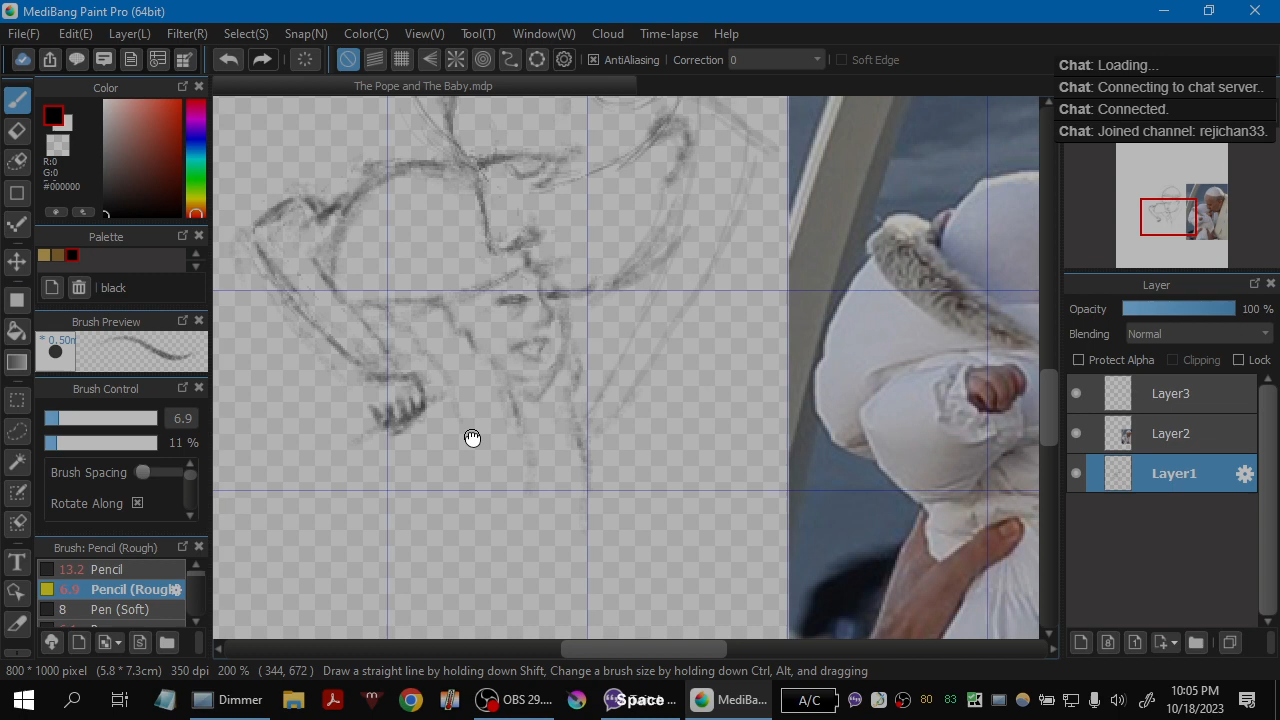 MediBang Paint Pro (64bit)
File(F) Edit(E) Layer(L) Filter(R) Select(S) Snap(N) Color(C) View(V) Tool(T) Window(W) Cloud Time-lapse Help
AntiAliasing Correction 0 Soft Edge
The Pope and The Baby.mdp
Chat: Loading...
Chat: Connecting to chat server..
Chat: Connected.
Chat: Joined channel: rejichan33.
Color
R:0
G:0
#000000
Palette
black
Brush Preview
* 0.50m
Brush Control
6.9
11 %
Brush Spacing
Rotate Along
Brush: Pencil (Rough)
13.2 Pencil
6.9 Pencil (Rough
8 Pen (Soft)
Layer
Opacity 100 %
Blending Normal
Protect Alpha Clipping Lock
Layer3
Layer2
Layer1
800 * 1000 pixel (5.8 * 7.3cm) 350 dpi 200 % ( 344, 672 ) Draw a straight line by holding down Shift, Change a brush size by holding down Ctrl, Alt, and dragging
Dimmer OBS 29.... Space ... MediBa... A/C 80 83 10:05 PM
10/18/2023